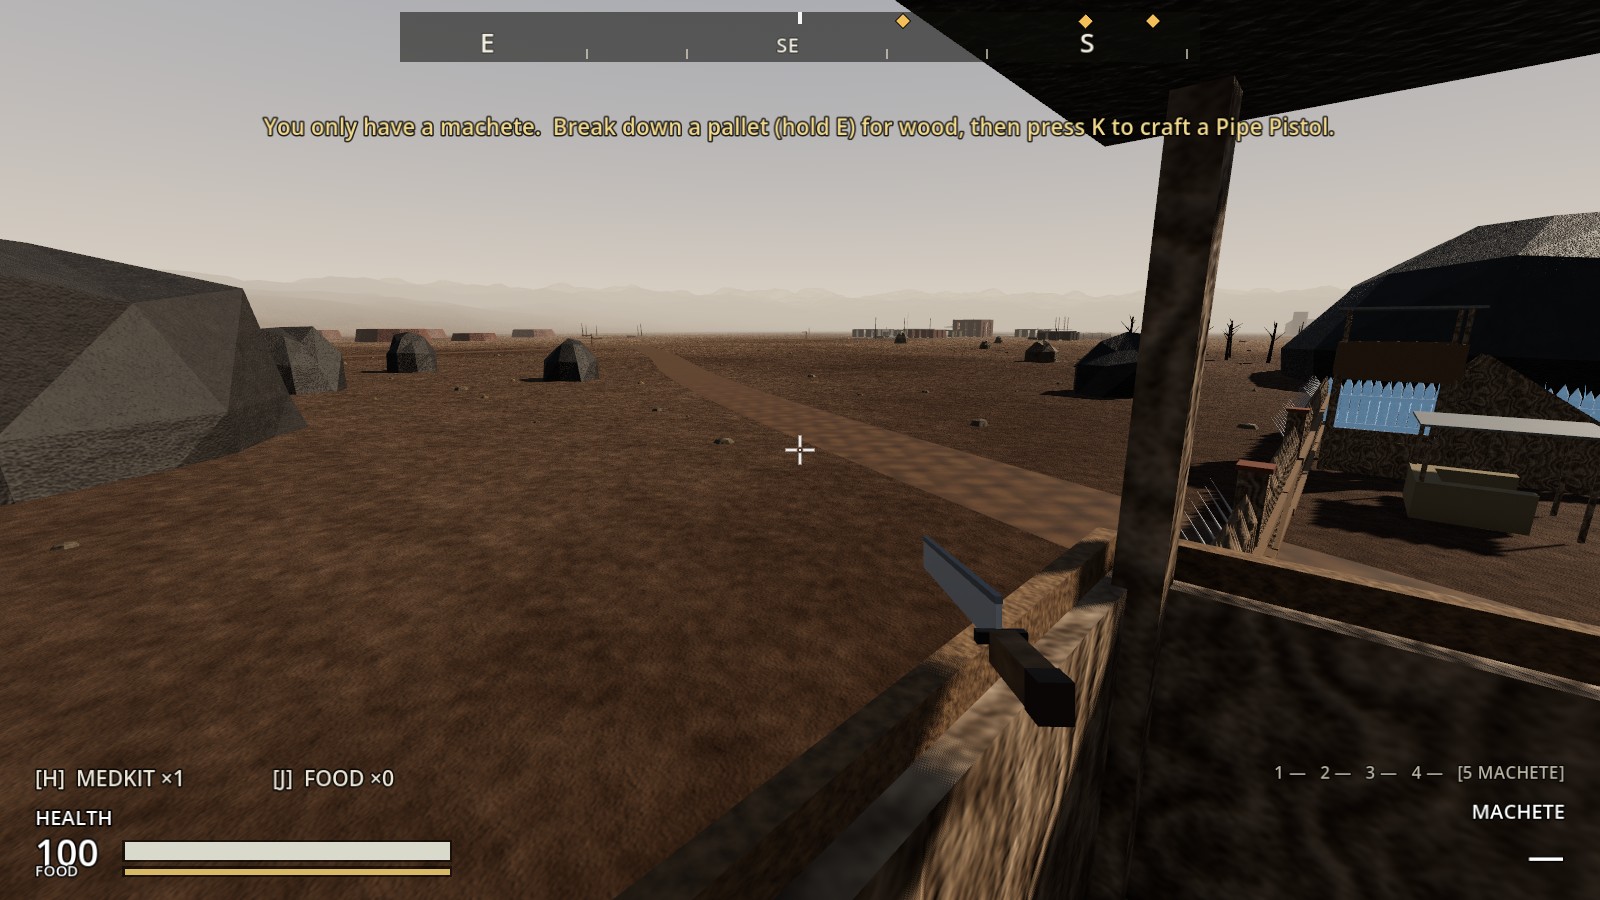 E SE S
You only have a machete. Break down a pallet (hold E) for wood, then press K to craft a Pipe Pistol.
[H] MEDKIT ×1 [J] FOOD ×0
1 — 2 — 3 — 4 — [5 MACHETE]
HEALTH
MACHETE
100
FOOD